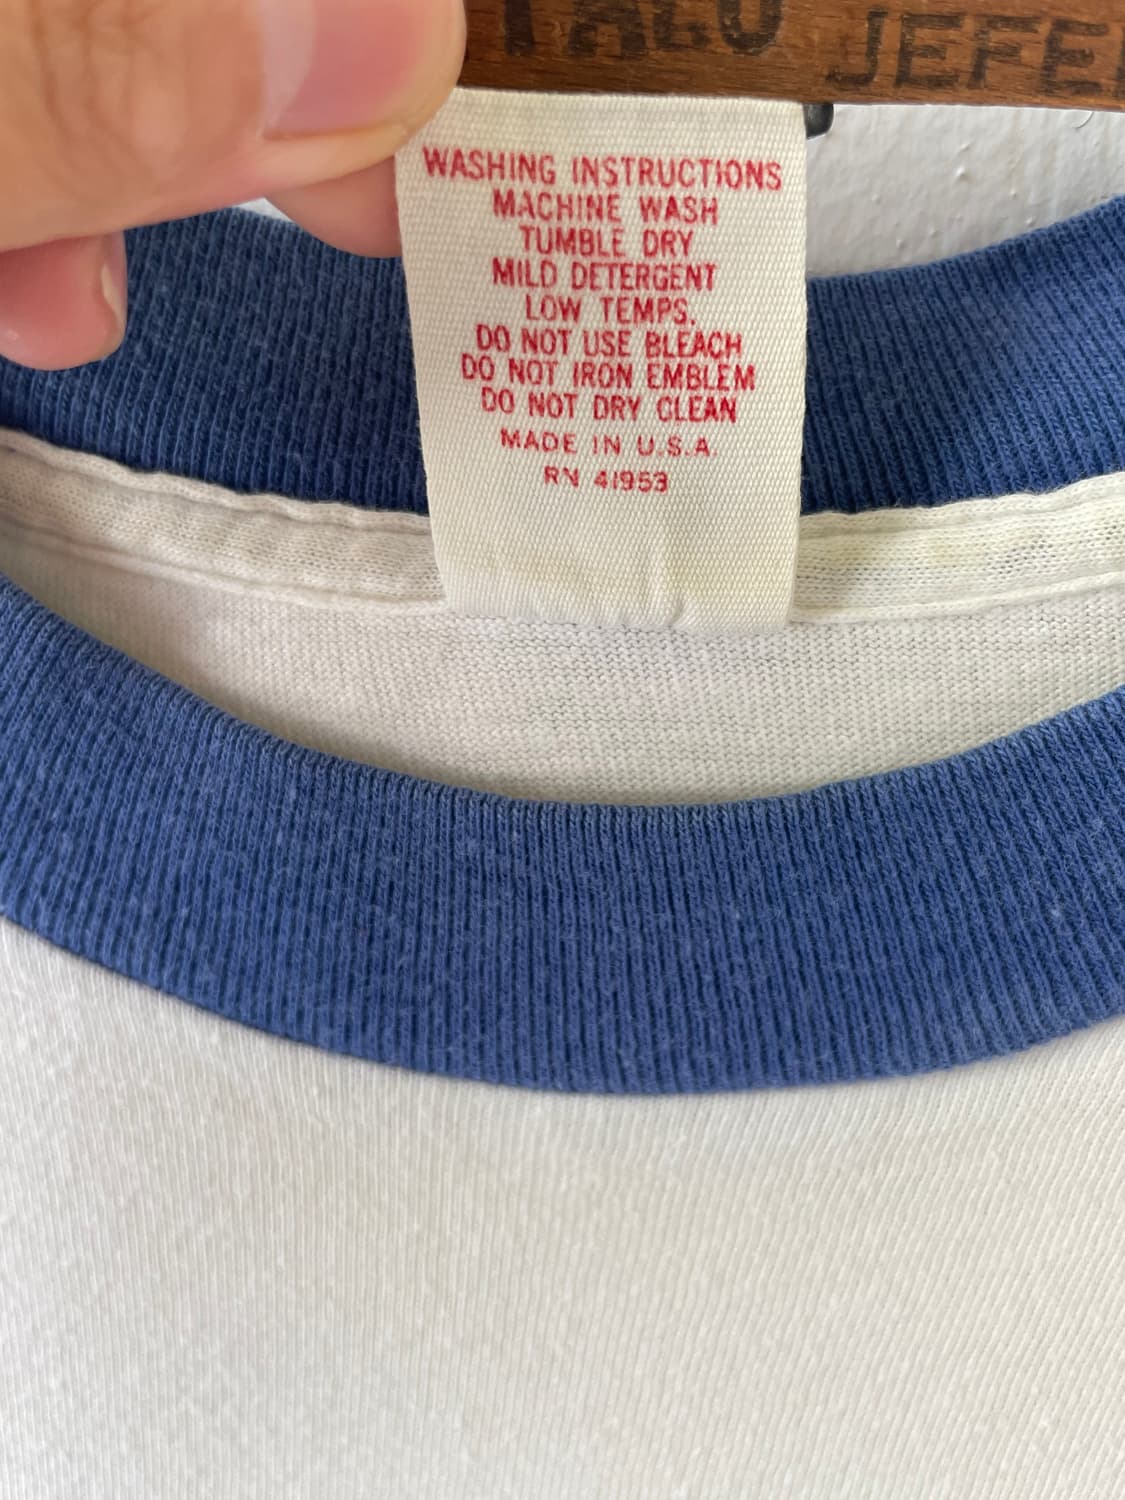 JEFE
WASHING INSTRUCTIONS
MACHINE WASH
TUMBLE DRY
MILD DETERGENT
LOW TEMPS.
DO NOT USE BLEACH
DO NOT IRON EMBLEM
DO NOT DRY CLEAN
MADE IN U.S.A.
RN 41953